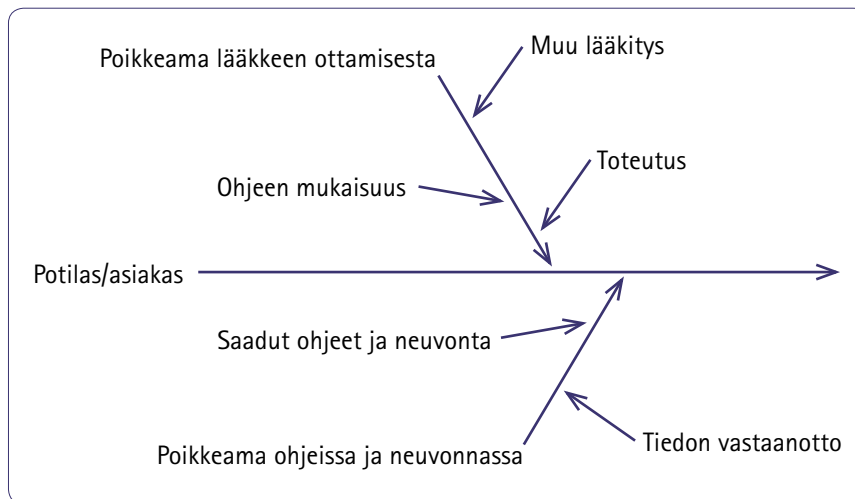 Poikkeama lääkkeen ottamisesta
Muu lääkitys
Ohjeen mukaisuus
Toteutus
Potilas/asiakas
Saadut ohjeet ja neuvonta
Poikkeama ohjeissa ja neuvonnassa
Tiedon vastaanotto